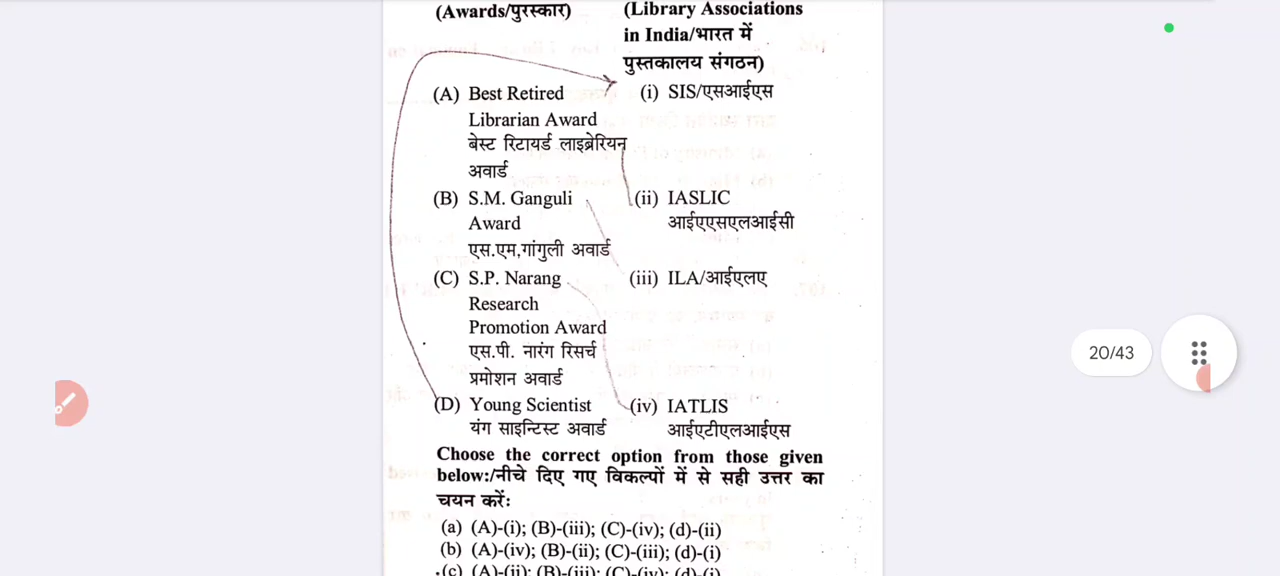 (Awards/पुरस्कार)
(Library Associations
in India/भारत में
पुस्तकालय संगठन)
(A) Best Retired
Librarian Award
बेस्ट रिटायर्ड लाइब्रेरियन
अवार्ड
(i) SIS/एसआईएस
(B) S.M. Ganguli
Award
एस.एम.गांगुली अवार्ड
(ii) IASLIC
आईएएसएलआईसी
(C) S.P. Narang
Research
Promotion Award
एस.पी. नारंग रिसर्च
प्रमोशन अवार्ड
(iii) ILA/आईएलए
(D) Young Scientist
यंग साइन्टिस्ट अवार्ड
(iv) IATLIS
आईएटीएलआईएस
Choose the correct option from those given
below:/नीचे दिए गए विकल्पों में से सही उत्तर का
चयन करें:
(a) (A)-(i); (B)-(iii); (C)-(iv); (d)-(ii)
(b) (A)-(iv); (B)-(ii); (C)-(iii); (d)-(i)
(c) (A)-(ii); (B)-(iii); (C)-(iv); (d)-(i)
20/43